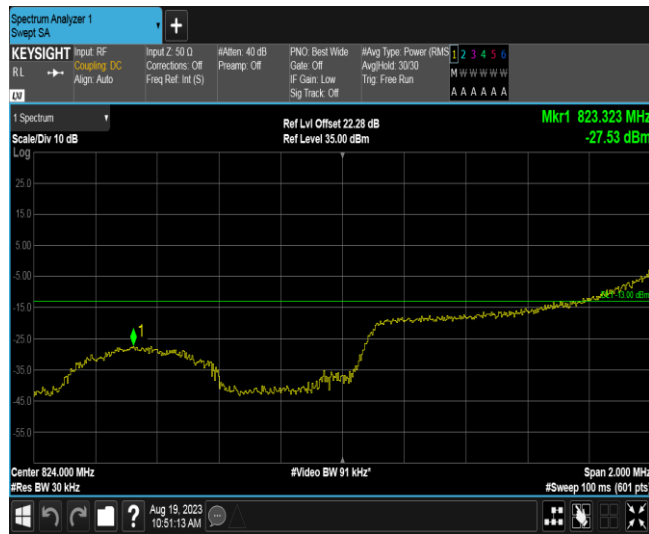 Spectrum Analyzer 1
Swept SA
+
KEYSIGHT
RL
LXI
Input: RF
Coupling: DC
Align: Auto
Input Z: 50 Ω
Corrections: Off
Freq Ref: Int (S)
#Atten: 40 dB
Preamp: Off
PNO: Best Wide
Gate: Off
IF Gain: Low
Sig Track: Off
#Avg Type: Power (RMS
Avg|Hold: 30/30
Trig: Free Run
1 2 3 4 5 6
M W W W W W
A A A A A A
1 Spectrum
Scale/Div 10 dB
Log
Ref Lvl Offset 22.28 dB
Ref Level 35.00 dBm
Mkr1 823.323 MHz
-27.53 dBm
25.0
15.0
5.00
-5.00
-13.00 dBm
-15.0
-25.0
1
-35.0
-45.0
-55.0
Center 824.000 MHz
#Video BW 91 kHz*
Span 2.000 MHz
#Res BW 30 kHz
#Sweep 100 ms (601 pts
?
Aug 19, 2023
10:51:13 AM